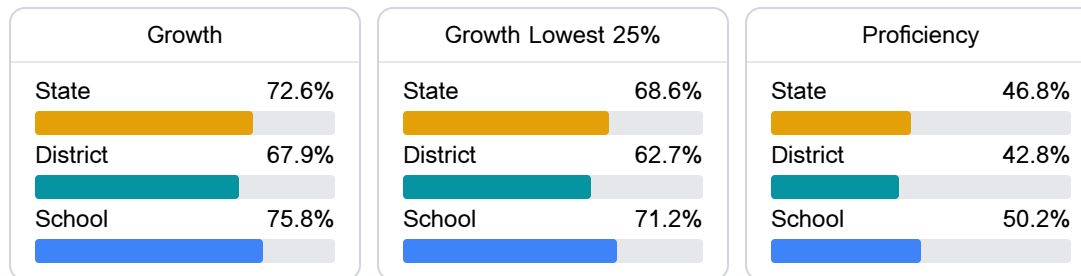 Growth
State 72.6%
District 67.9%
School 75.8%
Growth Lowest 25%
State 68.6%
District 62.7%
School 71.2%
Proficiency
State 46.8%
District 42.8%
School 50.2%